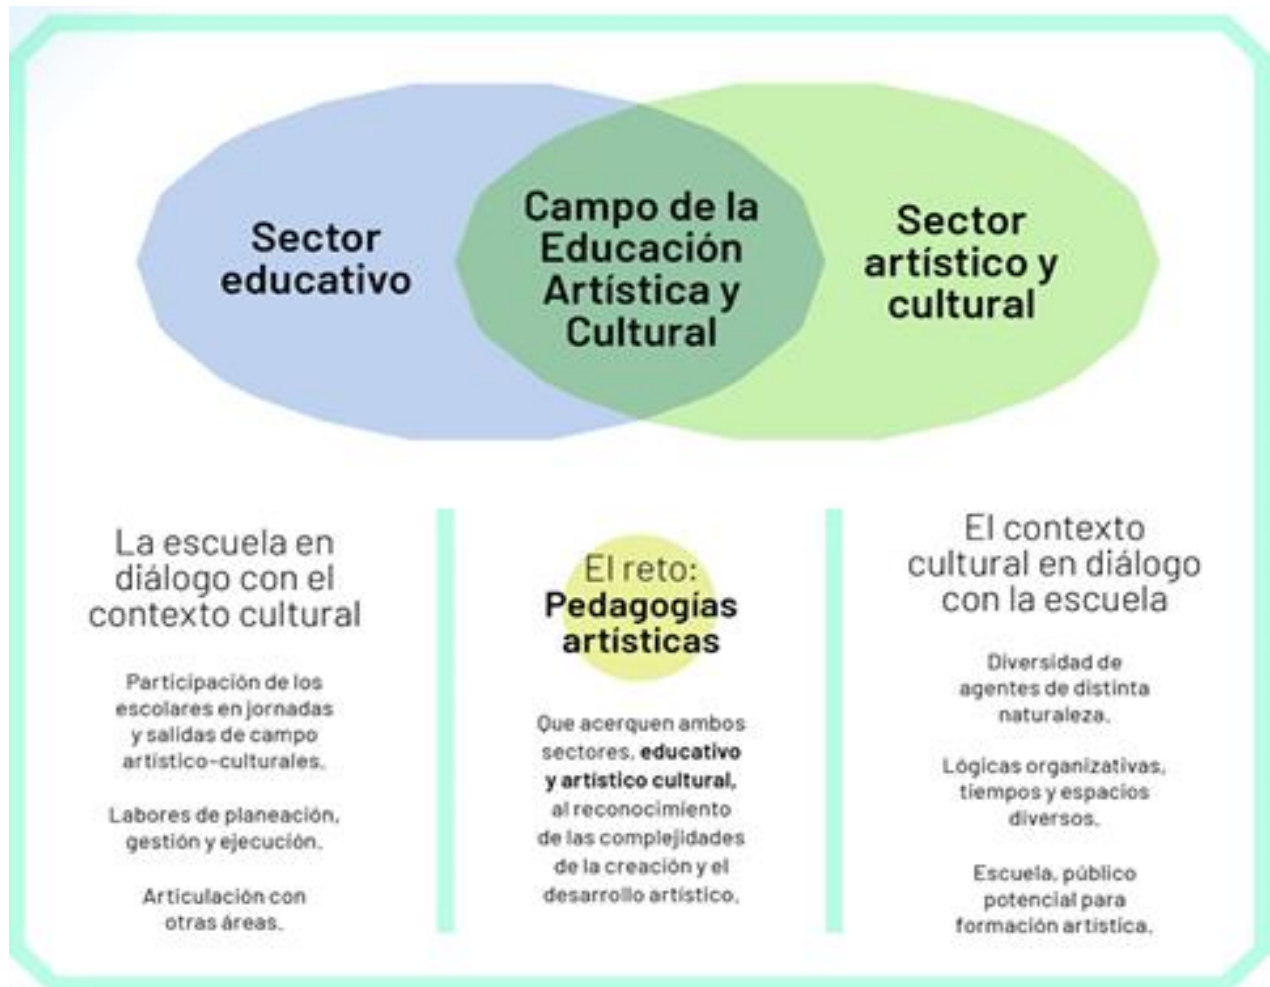 Sector
educativo
Campo de la
Educación
Artística y
Cultural
Sector
artístico y
cultural
La escuela en
diálogo con el
contexto cultural
Participación de los
escolares en jornadas
y salidas de campo
artístico-culturales.
Labores de planeación,
gestión y ejecución.
Articulación con
otras áreas.
El reto:
Pedagogías
artísticas
Que acerquen ambos
sectores, educativo
y artístico cultural,
al reconocimiento
de las complejidades
de la creación y el
desarrollo artístico.
El contexto
cultural en diálogo
con la escuela
Diversidad de
agentes de distinta
naturaleza.
Lógicas organizativas,
tiempos y espacios
diversos.
Escuela, público
potencial para
formación artística.